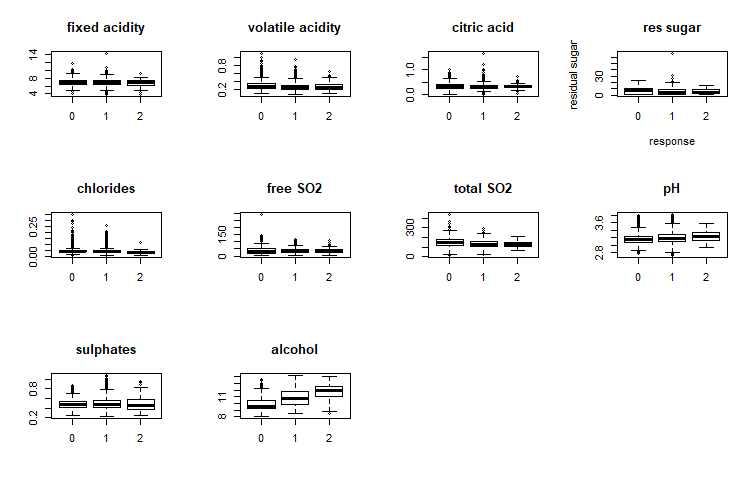 fixed acidity
4 8 14
0 1 2
volatile acidity
0.2 0.8
0 1 2
citric acid
0.0 1.0
0 1 2
res sugar
residual sugar
0 30
0 1 2
response
chlorides
0.00 0.25
0 1 2
free SO2
0 150
0 1 2
total SO2
0 300
0 1 2
pH
2.8 3.6
0 1 2
sulphates
0.2 0.8
0 1 2
alcohol
8 11
0 1 2